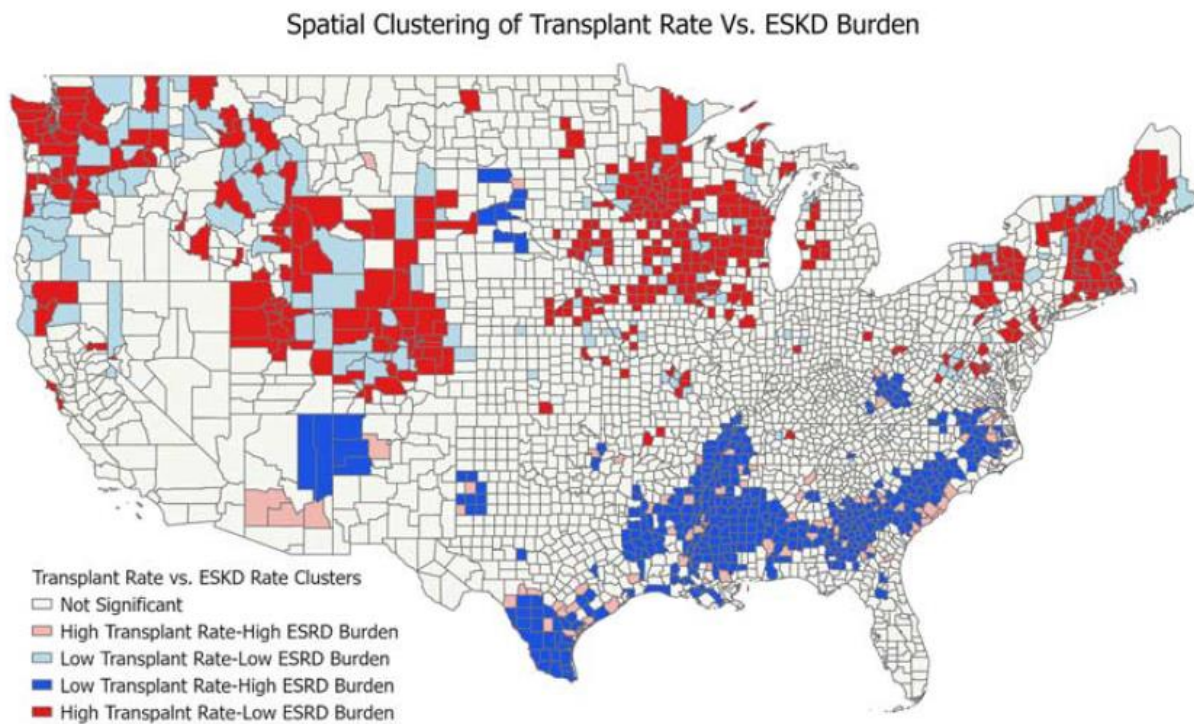 Spatial Clustering of Transplant Rate Vs. ESKD Burden
Transplant Rate vs. ESKD Rate Clusters
Not Significant
High Transplant Rate-High ESRD Burden
Low Transplant Rate-Low ESRD Burden
Low Transplant Rate-High ESRD Burden
High Transpalnt Rate-Low ESRD Burden